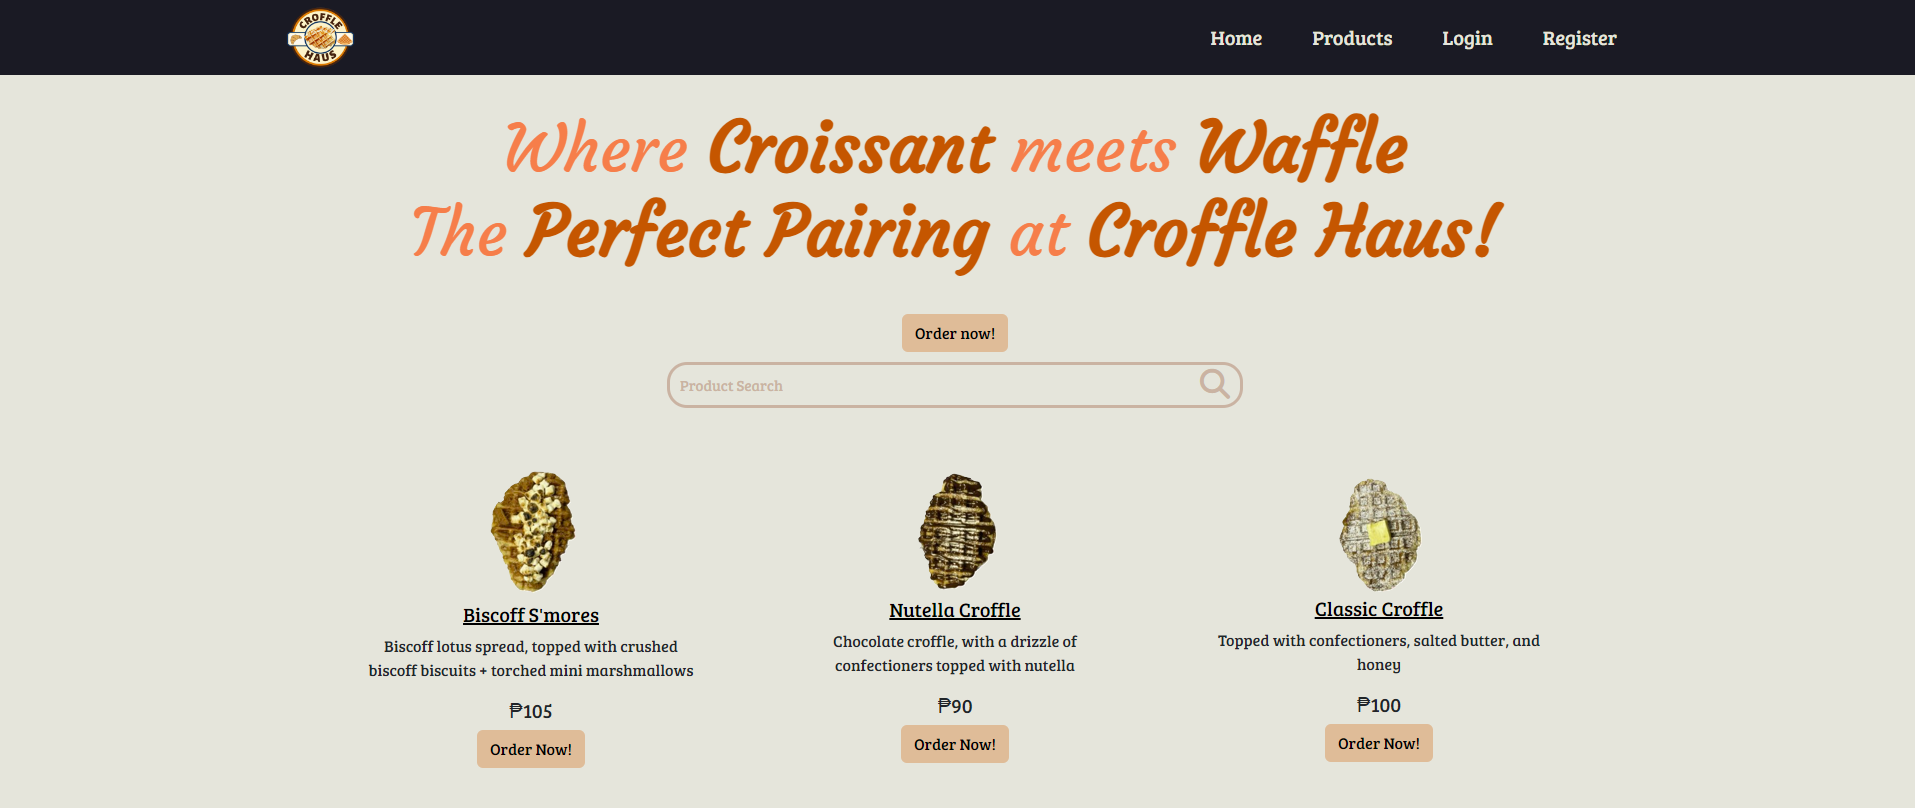 CROFFLE
HAUS
Home Products Login Register
Where Croissant meets Waffle
The Perfect Pairing at Croffle Haus!
Order now!
Product Search
Biscoff S'mores
Biscoff lotus spread, topped with crushed
biscoff biscuits + torched mini marshmallows
₱105
Order Now!
Nutella Croffle
Chocolate croffle, with a drizzle of
confectioners topped with nutella
₱90
Order Now!
Classic Croffle
Topped with confectioners, salted butter, and
honey
₱100
Order Now!